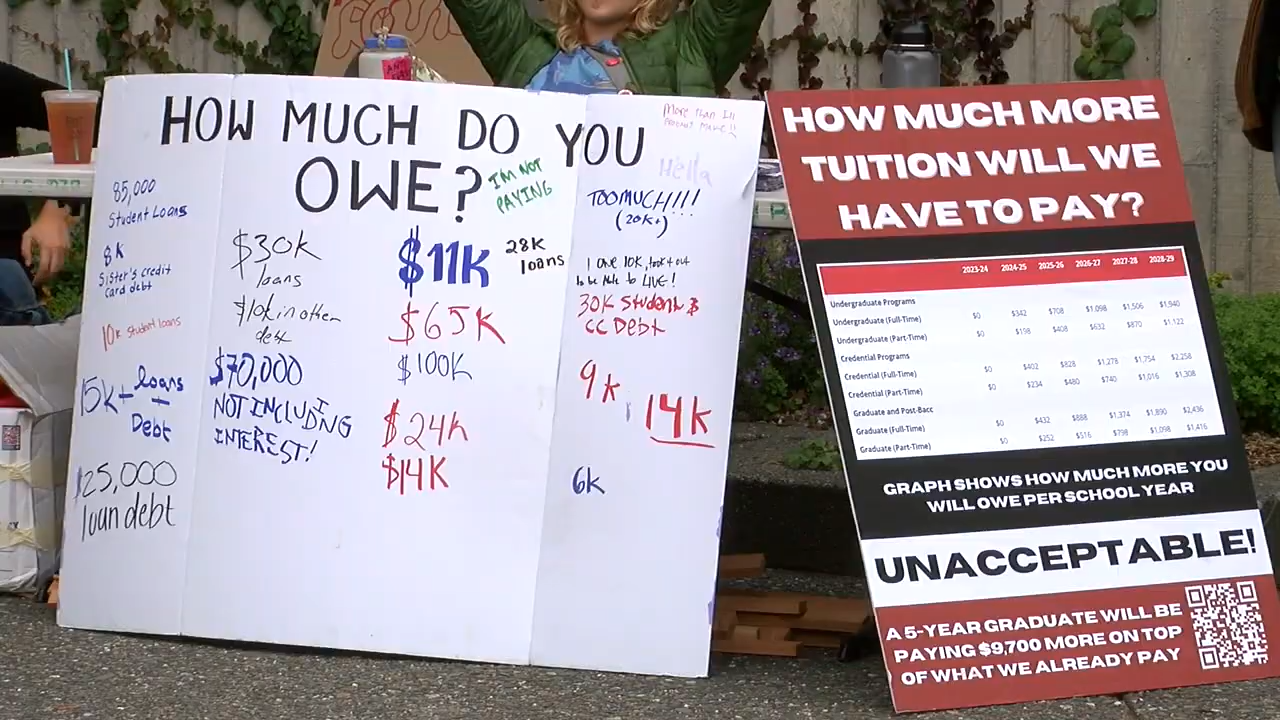 HOW MUCH DO YOU
OWE?
I'M NOT
PAYING
More than I'll
Hella
85,000
Student Loans
8k
Sister's credit
card debt
10k student loans
15k+ loans
Debt
$25,000
loan debt
$30k
loans
$10k in other
debt
$70,000
NOT INCLUDING
INTEREST!
$11K
28K
loans
$65K
$100K
$24k
$14K
TOO MUCH!!!
(20k+)
I owe 10k, took out
to be Able to LIVE!
30K Student $
CC Debt
9k
14k
6k
HOW MUCH MORE
TUITION WILL WE
HAVE TO PAY?
2023-24 2024-25 2025-26 2026-27 2027-28 2028-29
Undergraduate Programs
Undergraduate (Full-Time) $0 $342 $708 $1,098 $1,506 $1,940
Undergraduate (Part-Time) $0 $198 $408 $632 $870 $1,122
Credential Programs
Credential (Full-Time) $0 $402 $828 $1,278 $1,754 $2,258
Credential (Part-Time) $0 $234 $480 $740 $1,016 $1,308
Graduate and Post-Bacc
Graduate (Full-Time) $0 $432 $888 $1,374 $1,890 $2,436
Graduate (Part-Time) $0 $252 $516 $798 $1,098 $1,416
GRAPH SHOWS HOW MUCH MORE YOU
WILL OWE PER SCHOOL YEAR
UNACCEPTABLE!
A 5-YEAR GRADUATE WILL BE
PAYING $9,700 MORE ON TOP
OF WHAT WE ALREADY PAY